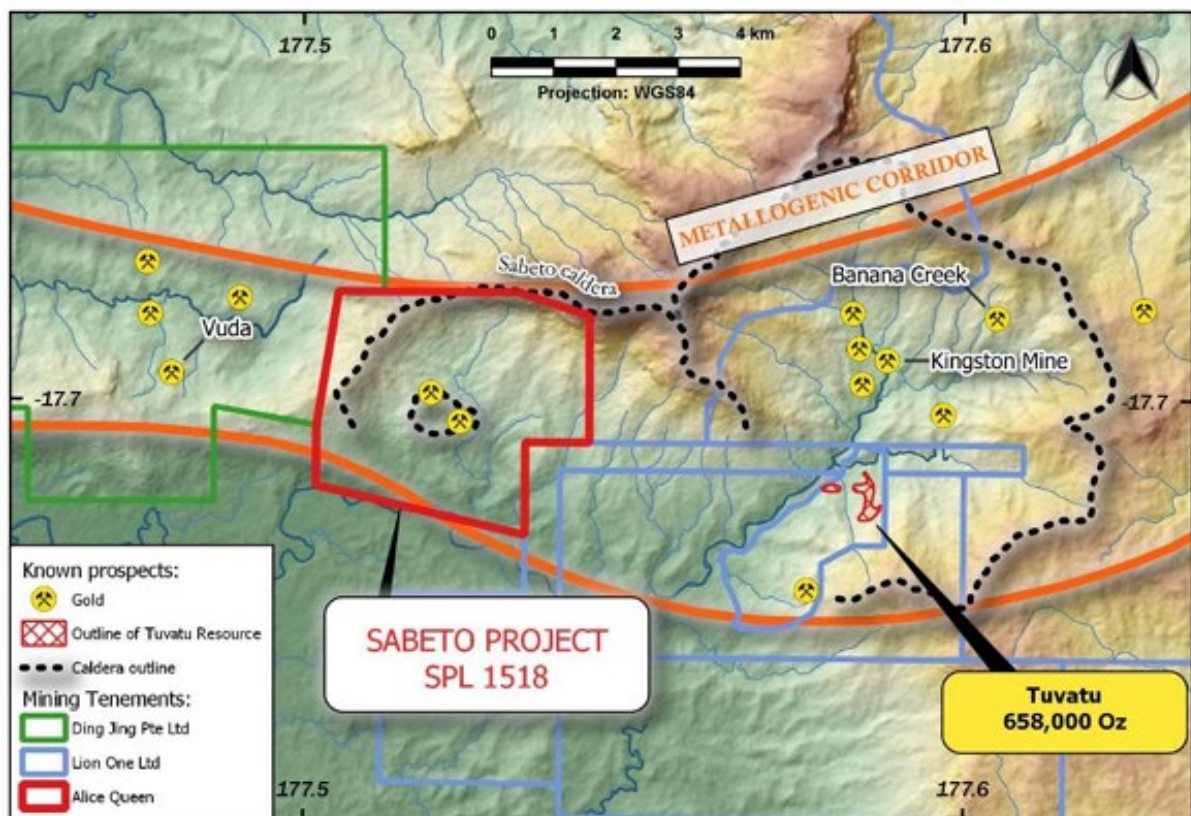 177.5
0 1 2 3 4 km
Projection: WGS84
177.6
METALLOGENIC CORRIDOR
Sabeto caldera
Banana Creek
Vuda
Kingston Mine
-17.7
-17.7
SABETO PROJECT
SPL 1518
Tuvatu
658,000 Oz
Known prospects:
Gold
Outline of Tuvatu Resource
Caldera outline
Mining Tenements:
Ding Jing Pte Ltd
Lion One Ltd
Alice Queen
177.5
177.6